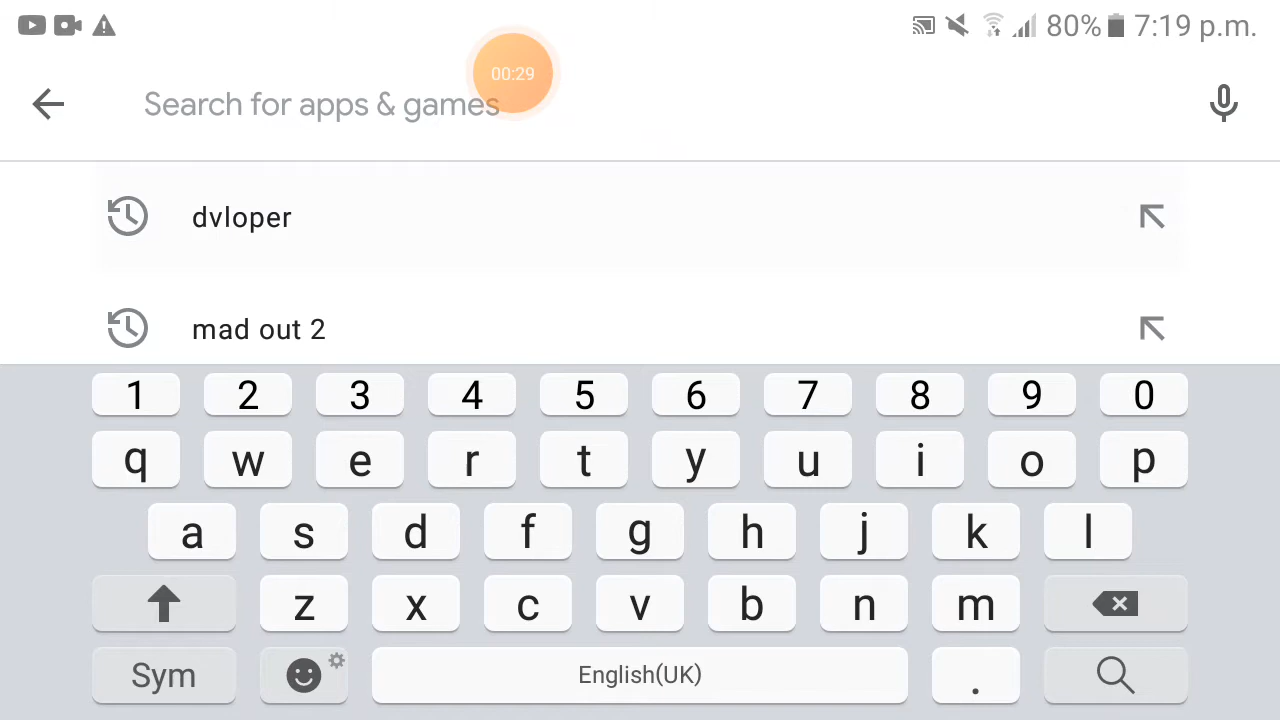 80% 7:19 p.m.
00:29
Search for apps & games
dvloper
mad out 2
1 2 3 4 5 6 7 8 9 0
q w e r t y u i o p
a s d f g h j k l
z x c v b n m
Sym English(UK) .